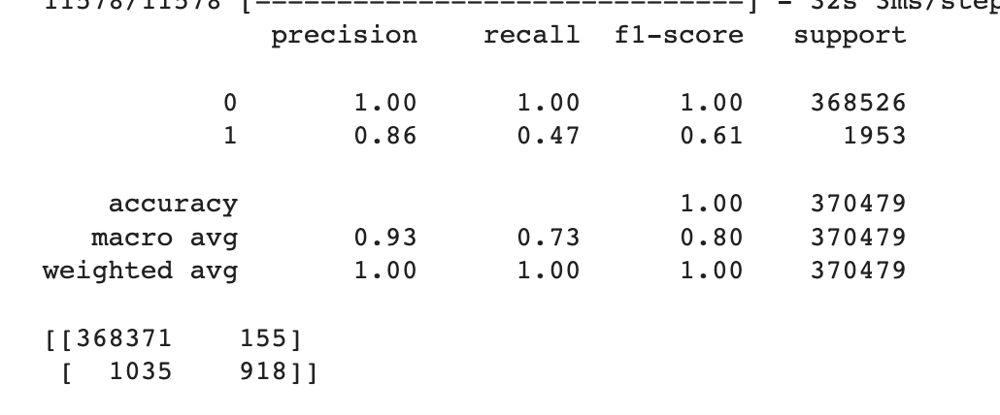 11578/11578 [==============================] - 32s 3ms/step
precision recall f1-score support
0 1.00 1.00 1.00 368526
1 0.86 0.47 0.61 1953
accuracy 1.00 370479
macro avg 0.93 0.73 0.80 370479
weighted avg 1.00 1.00 1.00 370479
[[368371 155]
[ 1035 918]]